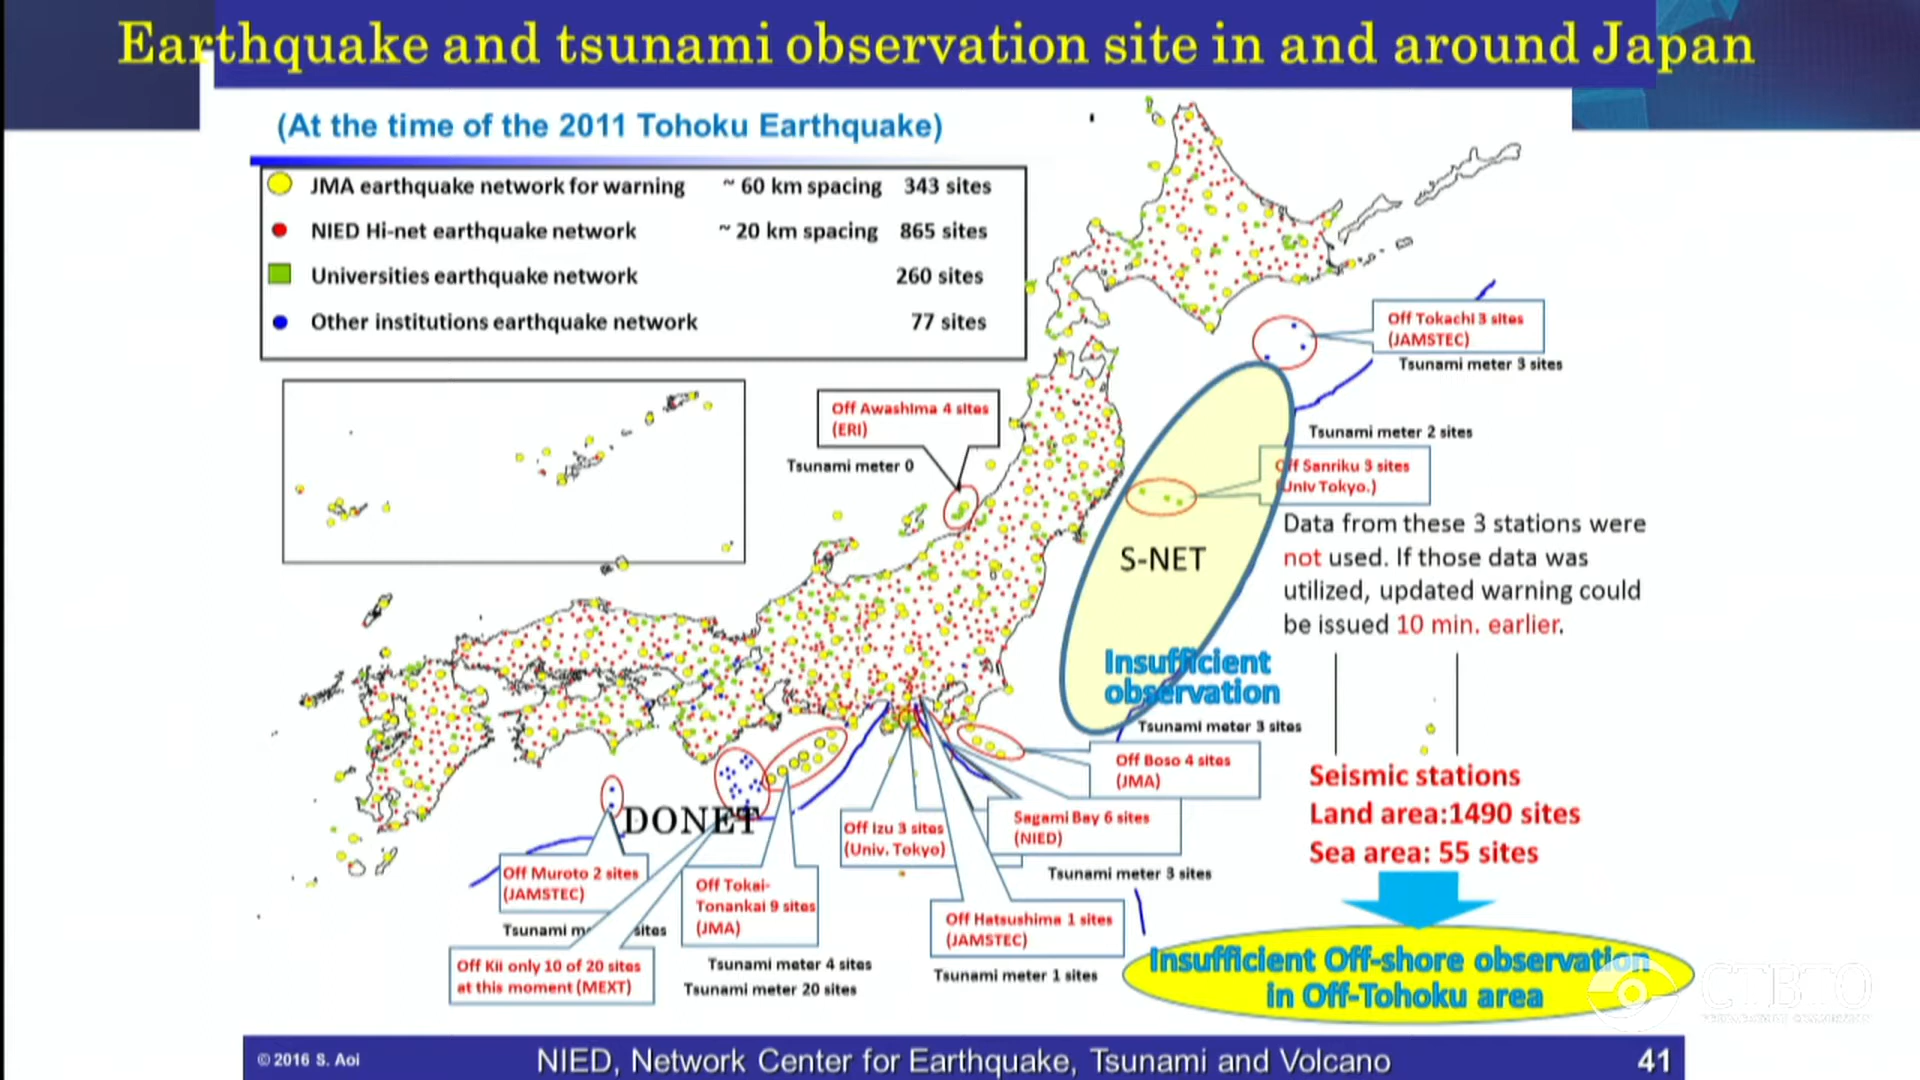 Earthquake and tsunami observation site in and around Japan
(At the time of the 2011 Tohoku Earthquake)
JMA earthquake network for warning ~ 60 km spacing 343 sites
NIED Hi-net earthquake network ~ 20 km spacing 865 sites
Universities earthquake network 260 sites
Other institutions earthquake network 77 sites
Off Tokachi 3 sites
(JAMSTEC)
Tsunami meter 3 sites
Off Awashima 4 sites
(ERI)
Tsunami meter 0
Tsunami meter 2 sites
Off Sanriku 3 sites
(Univ Tokyo.)
Data from these 3 stations were
not used. If those data was
utilized, updated warning could
be issued 10 min. earlier.
S-NET
Insufficient
observation
Tsunami meter 3 sites
Off Boso 4 sites
(JMA)
Seismic stations
Land area:1490 sites
Sea area: 55 sites
DONET
Off Izu 3 sites
(Univ. Tokyo)
Sagami Bay 6 sites
(NIED)
Tsunami meter 3 sites
Off Muroto 2 sites
(JAMSTEC)
Tsunami sites
Off Tokai-
Tonankai 9 sites
(JMA)
Off Hatsushima 1 sites
(JAMSTEC)
Tsunami meter 1 sites
Off Kii only 10 of 20 sites
at this moment (MEXT)
Tsunami meter 4 sites
Tsunami meter 20 sites
Insufficient Off-shore observation
in Off-Tohoku area
CTBTO
© 2016 S. Aoi
NIED, Network Center for Earthquake, Tsunami and Volcano
41